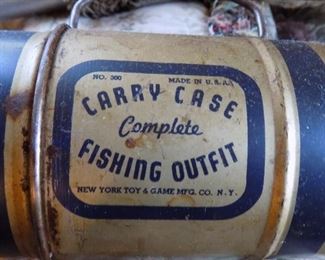 NO. 300 MADE IN U.S.A.
CARRY CASE
Complete
FISHING OUTFIT
NEW YORK TOY & GAME MFG. CO. N.Y.